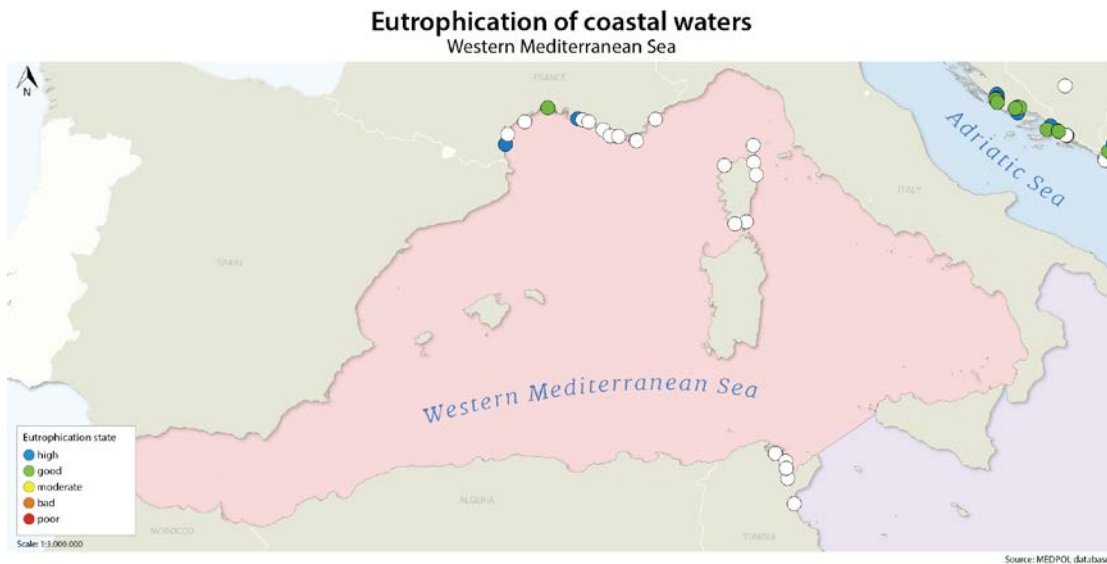 Eutrophication of coastal waters
Western Mediterranean Sea
N
FRANCE
Adriatic Sea
ITALY
SPAIN
Western Mediterranean Sea
Eutrophication state
high
good
moderate
bad
poor
ALGERIA
MOROCCO
TUNISIA
Scale: 1:3.000.000
Source: MEDPOL database